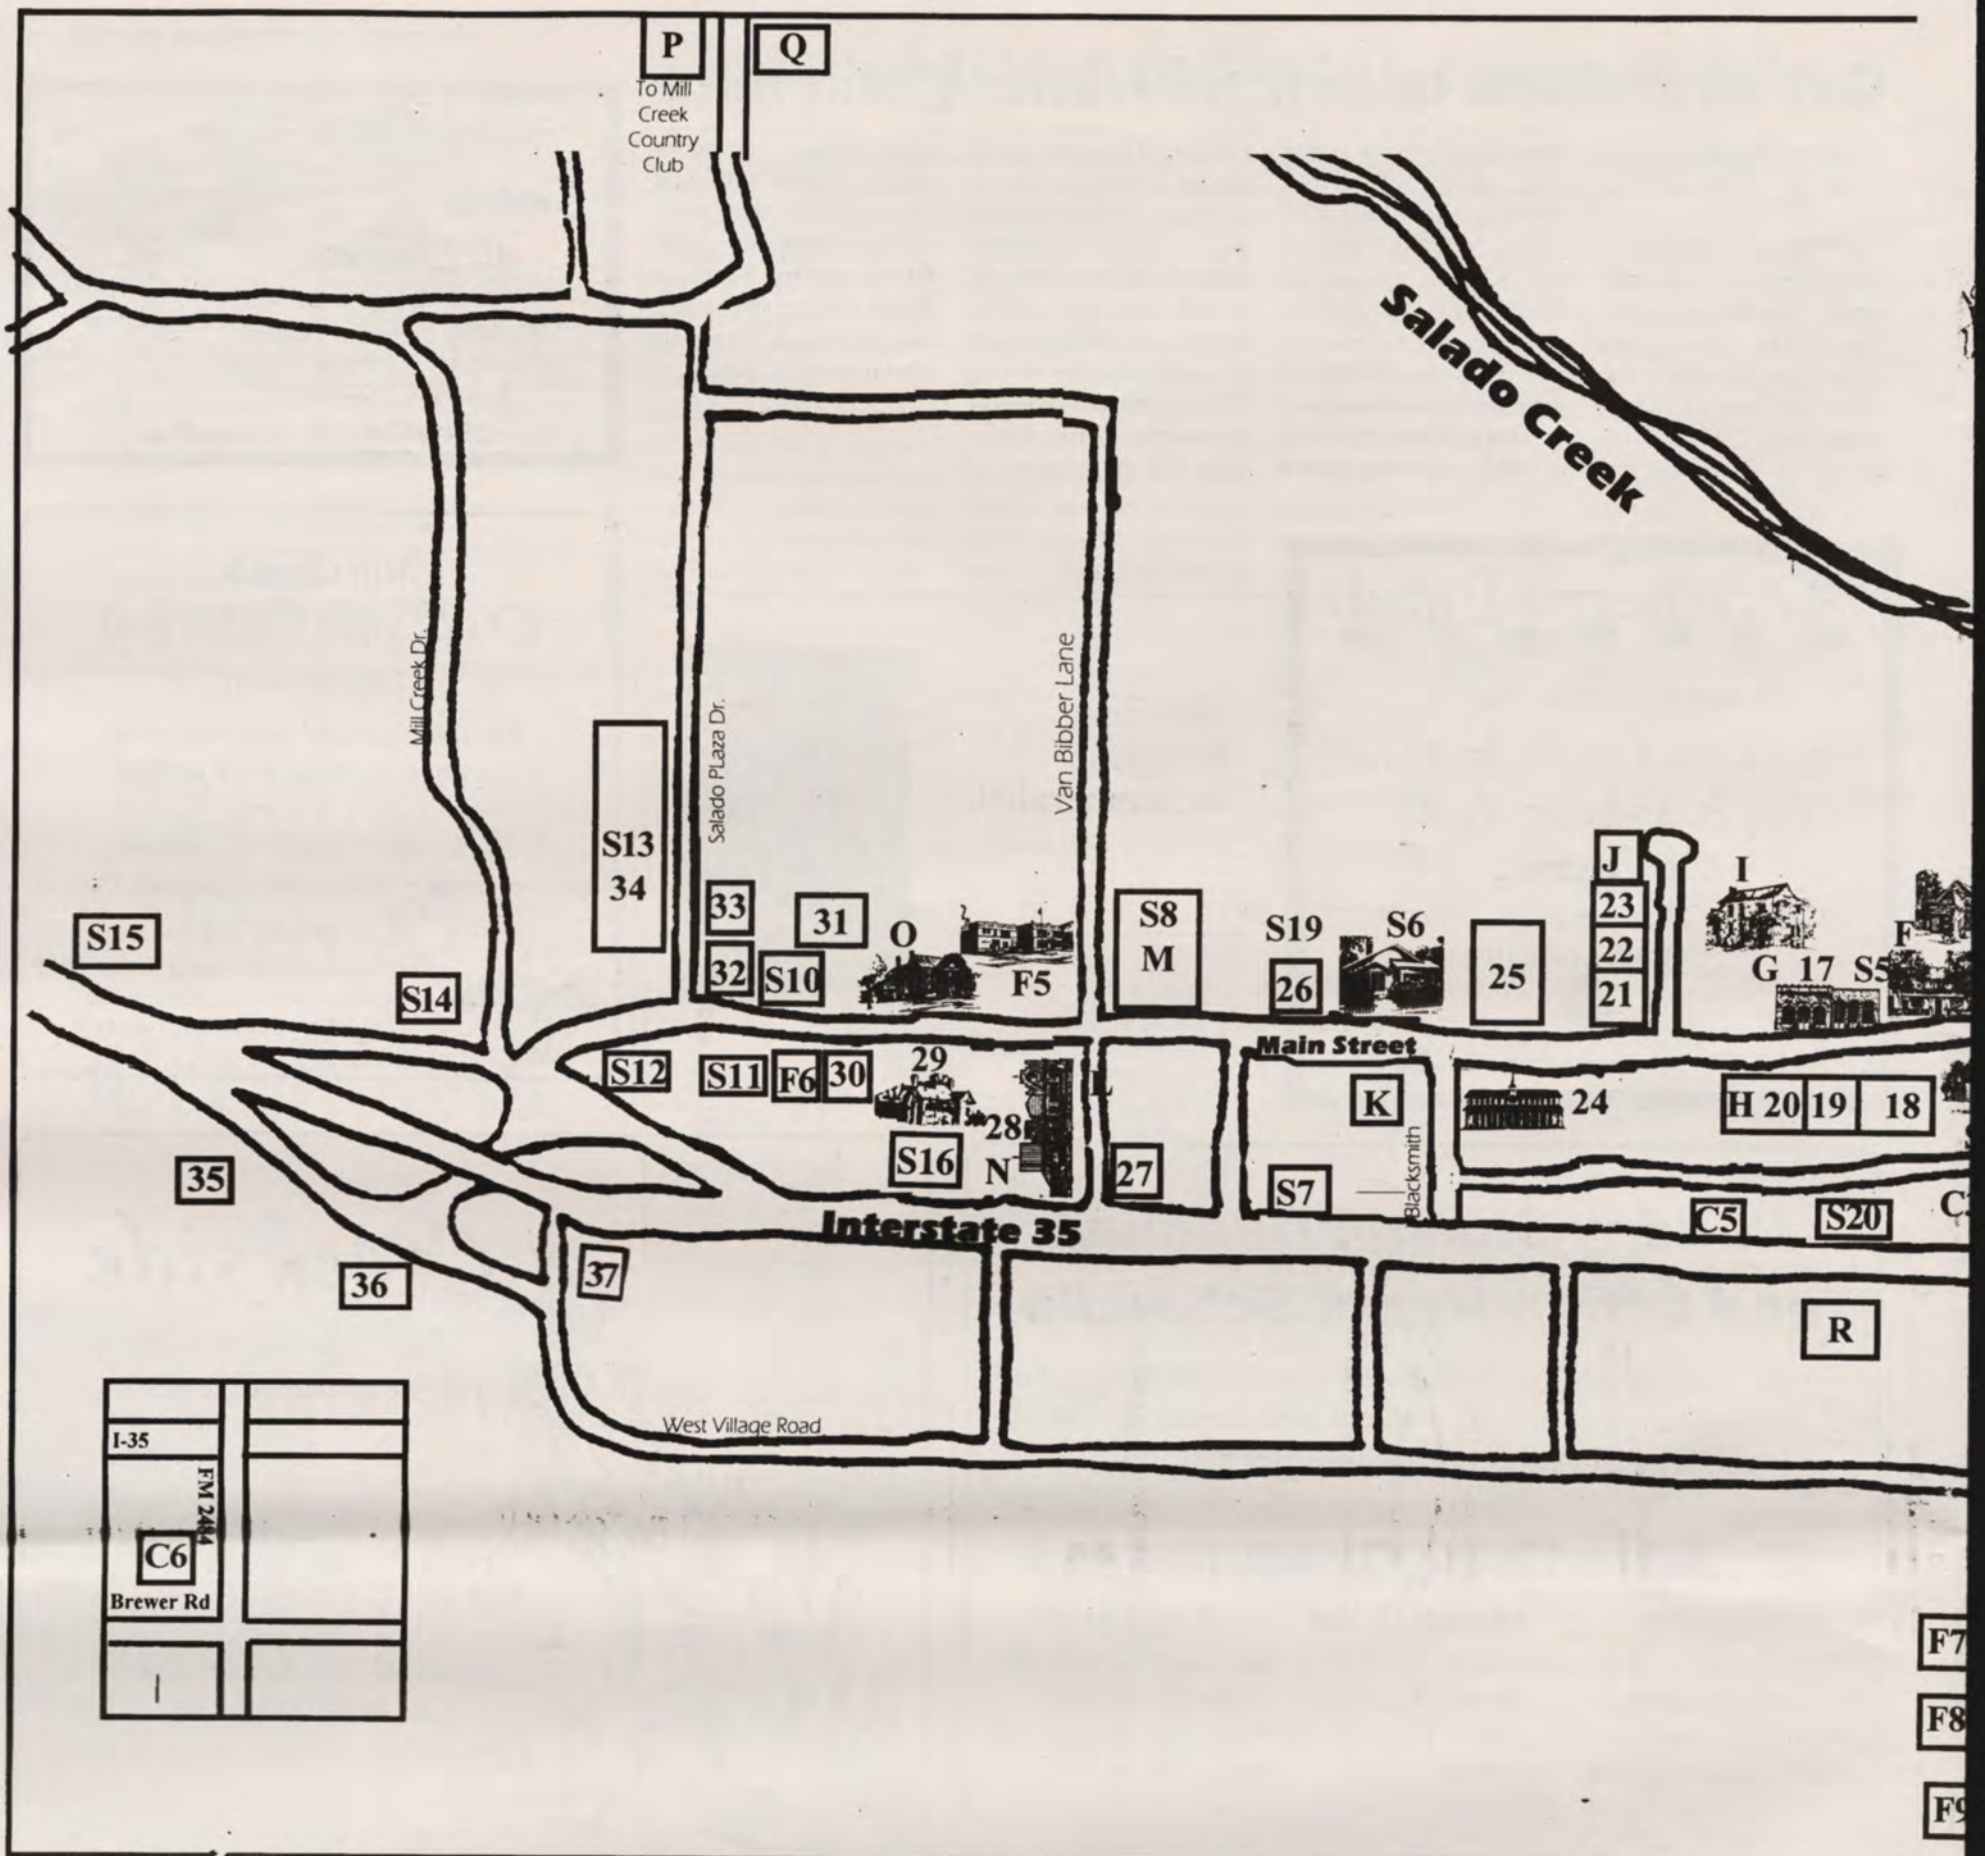 P
Q
To Mill
Creek
Country
Club
Salado Creek
Mill Creek Dr.
Salado Plaza Dr.
Van Bibber Lane
S13
34
S15
S14
33
32
S10
31
O
F5
S8
M
S19
26
S6
25
J
23
22
21
I
F
G 17 S5
Main Street
S12
S11
F6
30
29
28
N
S16
L
27
K
S7
Blacksmith
24
H 20
19
18
C5
S20
35
36
37
Interstate 35
R
West Village Road
I-35
FM 2484
C6
Brewer Rd
F7
F8
F9